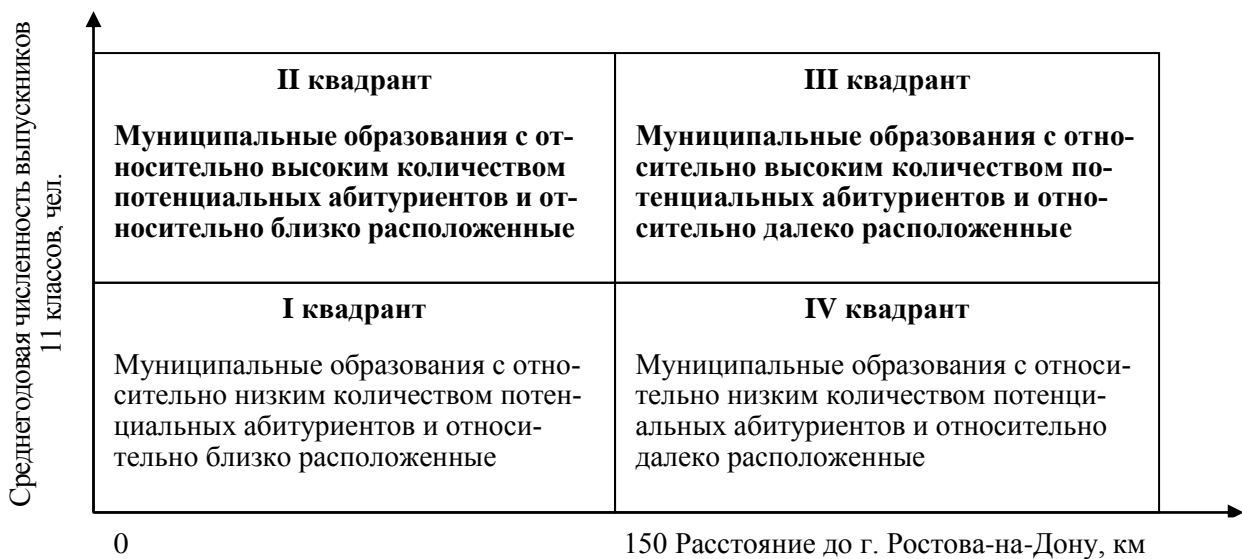 Среднегодовая численность выпускников
11 классов, чел.
II квадрант
Муниципальные образования с от-
носительно высоким количеством
потенциальных абитуриентов и от-
носительно близко расположенные
III квадрант
Муниципальные образования с отно-
сительно высоким количеством по-
тенциальных абитуриентов и отно-
сительно далеко расположенные
I квадрант
Муниципальные образования с отно-
сительно низким количеством потен-
циальных абитуриентов и относи-
тельно близко расположенные
IV квадрант
Муниципальные образования с относи-
тельно низким количеством потенци-
альных абитуриентов и относительно
далеко расположенные
0
150 Расстояние до г. Ростова-на-Дону, км